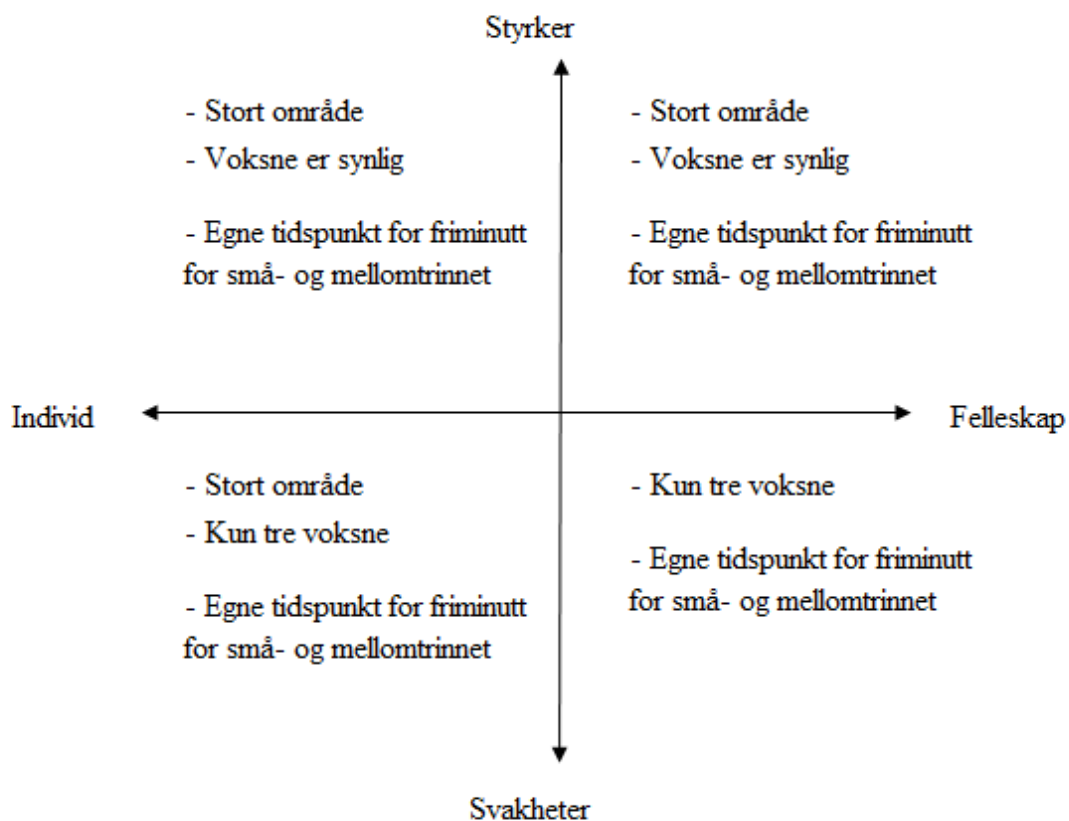 Styrker
- Stort område
- Voksne er synlig
- Egne tidspunkt for friminutt
for små- og mellomtrinnet
- Stort område
- Voksne er synlig
- Egne tidspunkt for friminutt
for små- og mellomtrinnet
Individ
Felleskap
- Stort område
- Kun tre voksne
- Egne tidspunkt for friminutt
for små- og mellomtrinnet
- Kun tre voksne
- Egne tidspunkt for friminutt
for små- og mellomtrinnet
Svakheter